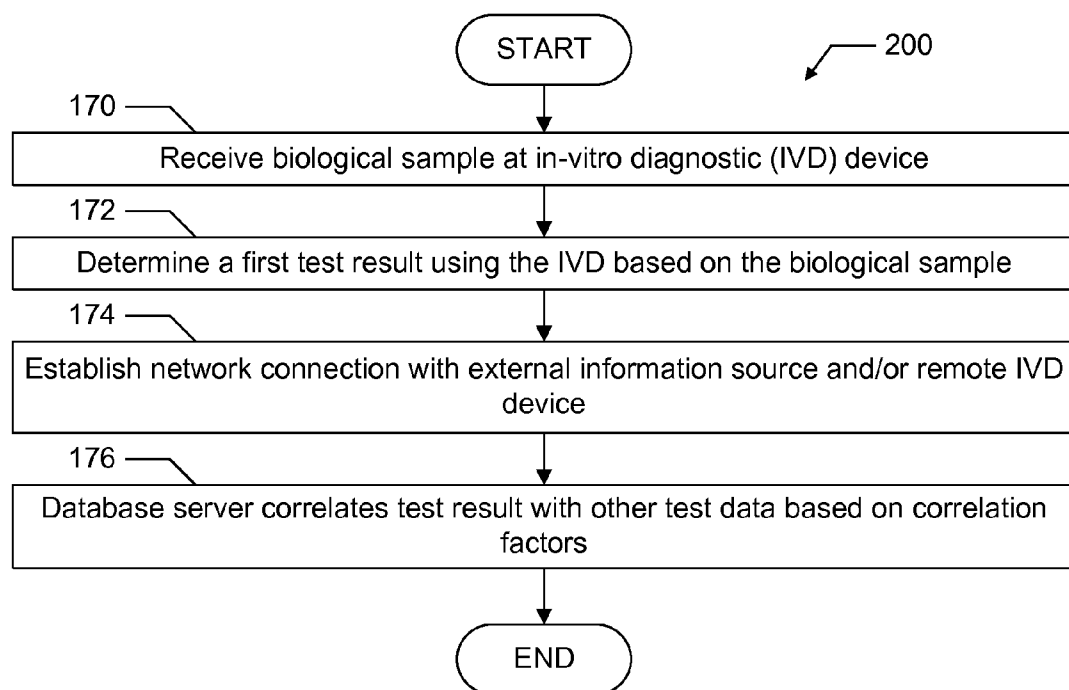 START
200
170
Receive biological sample at in-vitro diagnostic (IVD) device
172
Determine a first test result using the IVD based on the biological sample
174
Establish network connection with external information source and/or remote IVD
device
176
Database server correlates test result with other test data based on correlation
factors
END